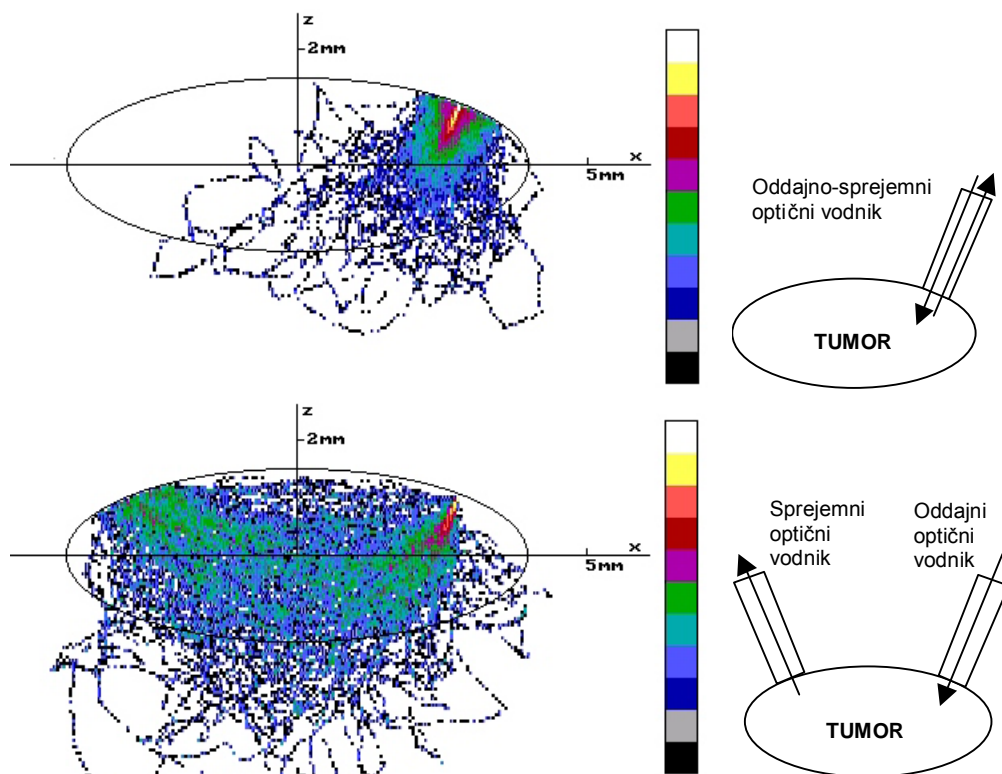 z
2mm
x
5mm
Oddajno-sprejemni
optični vodnik
TUMOR
z
2mm
x
5mm
Sprejemni
optični
vodnik
Oddajni
optični
vodnik
TUMOR